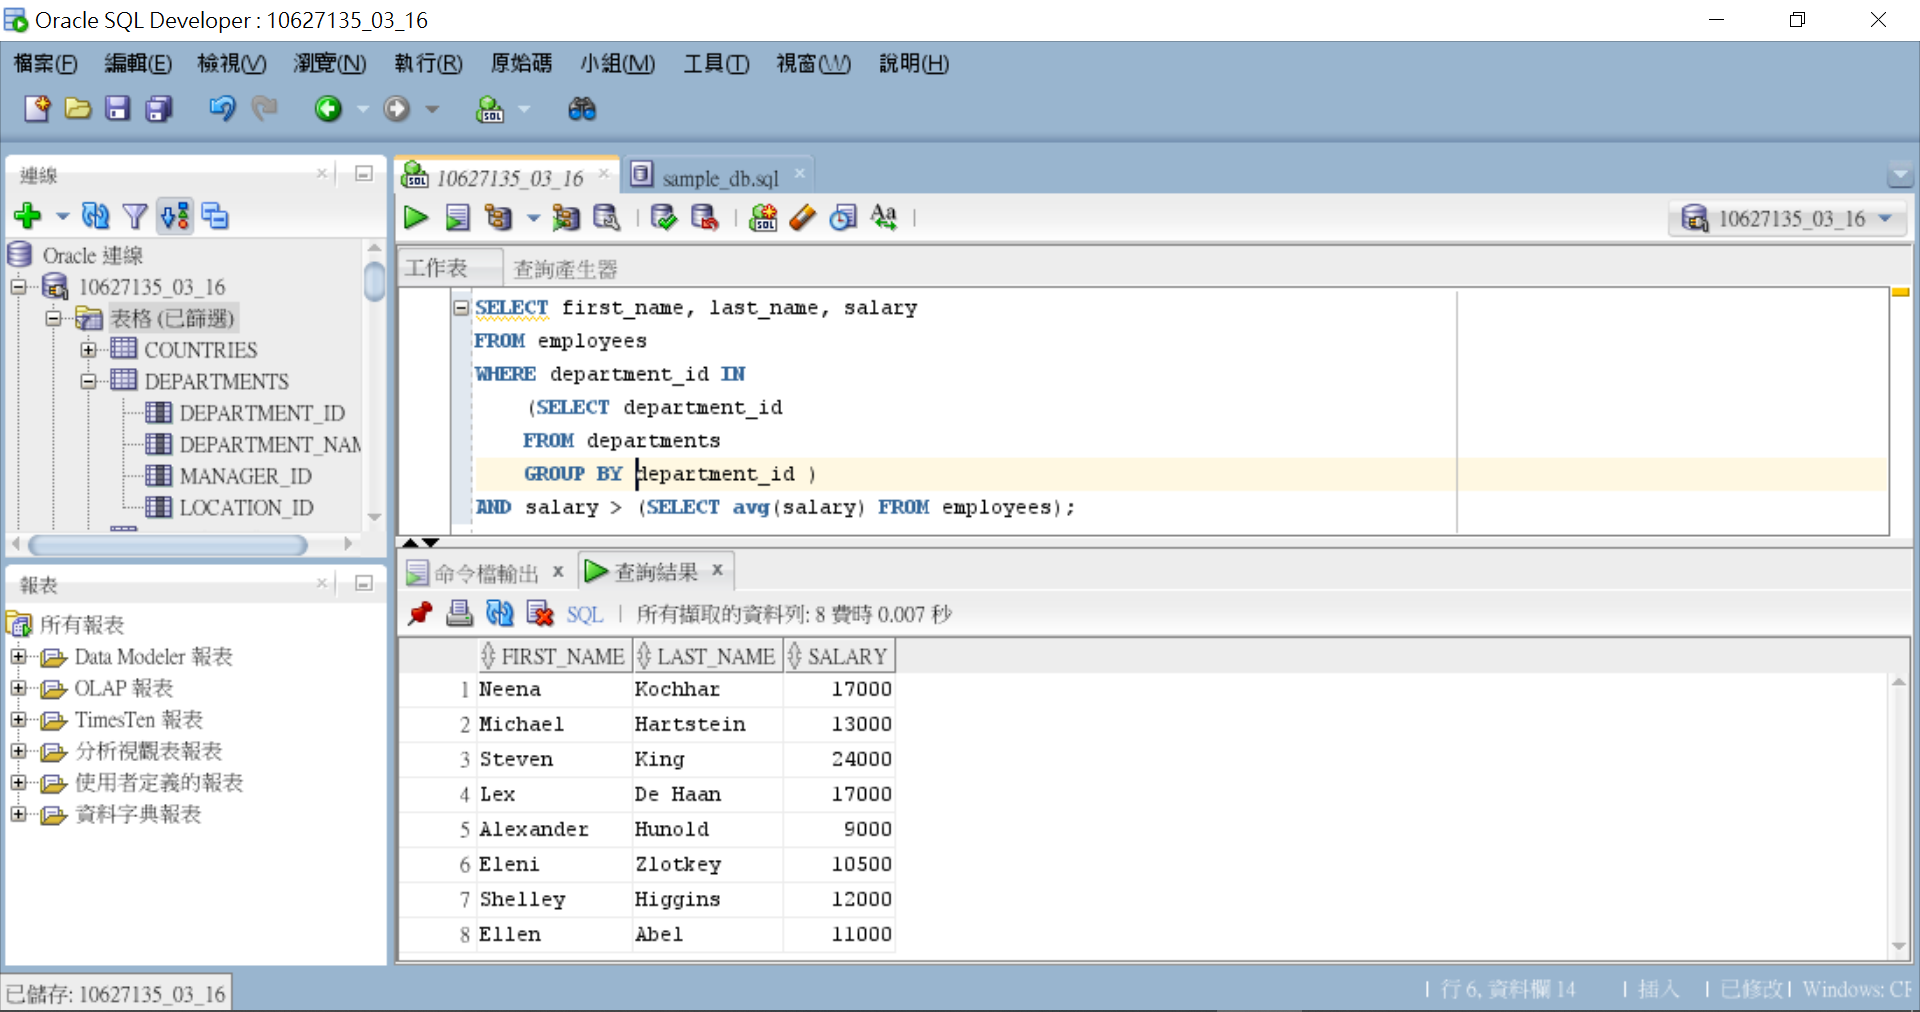 Oracle SQL Developer : 10627135_03_16
檔案(F) 編輯(E) 檢視(V) 瀏覽(N) 執行(R) 原始碼 小組(M) 工具(T) 視窗(W) 說明(H)
連線
Oracle 連線
10627135_03_16
表格 (已篩選)
COUNTRIES
DEPARTMENTS
DEPARTMENT_ID
DEPARTMENT_NAM
MANAGER_ID
LOCATION_ID
報表
所有報表
Data Modeler 報表
OLAP 報表
TimesTen 報表
分析視觀表報表
使用者定義的報表
資料字典報表
10627135_03_16 sample_db.sql
10627135_03_16
工作表 查詢產生器
SELECT first_name, last_name, salary
FROM employees
WHERE department_id IN
(SELECT department_id
FROM departments
GROUP BY department_id )
AND salary > (SELECT avg(salary) FROM employees);
命令檔輸出 查詢結果
SQL | 所有擷取的資料列: 8 費時 0.007 秒
FIRST_NAME LAST_NAME SALARY
1 Neena Kochhar 17000
2 Michael Hartstein 13000
3 Steven King 24000
4 Lex De Haan 17000
5 Alexander Hunold 9000
6 Eleni Zlotkey 10500
7 Shelley Higgins 12000
8 Ellen Abel 11000
已儲存: 10627135_03_16
| 行 6, 資料欄 14 | 插入 | 已修改 | Windows: CF